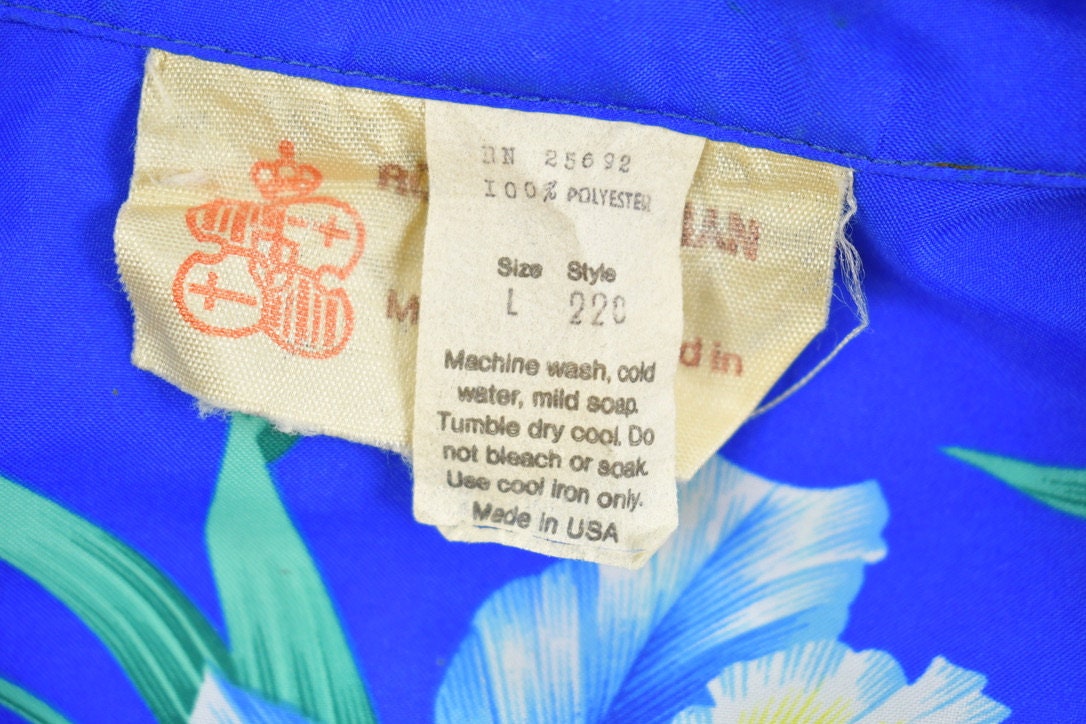 RN 25692
100% POLYESTER
Size Style
L 220
Machine wash, cold
water, mild soap.
Tumble dry cool. Do
not bleach or soak.
Use cool iron only.
Made in USA